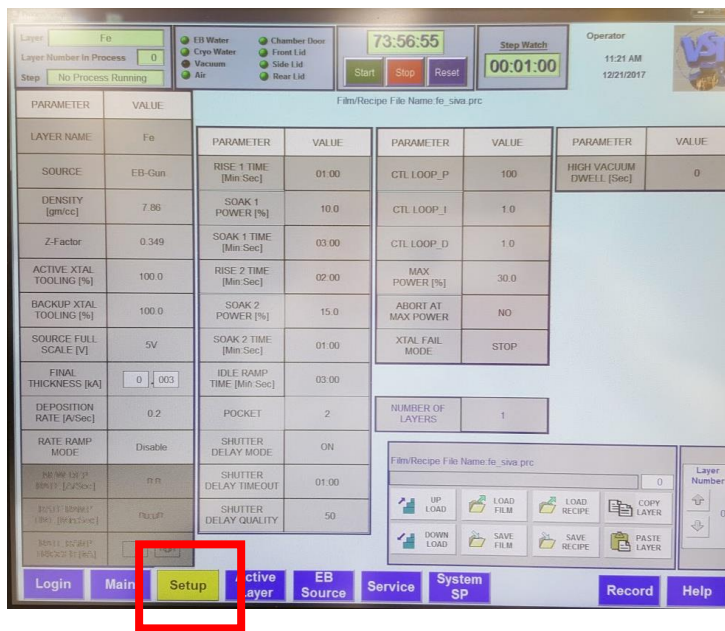 Layer Fe
Layer Number In Process 0
Step No Process Running
EB Water
Cryo Water
Vacuum
Air
Chamber Door
Front Lid
Side Lid
Rear Lid
73:56:55
Start Stop Reset
Step Watch
00:01:00
Operator
11:21 AM
12/21/2017
Film/Recipe File Name:fe_siva.prc
PARAMETER VALUE
LAYER NAME Fe
SOURCE EB-Gun
DENSITY
[gm/cc] 7.86
Z-Factor 0.349
ACTIVE XTAL
TOOLING [%] 100.0
BACKUP XTAL
TOOLING [%] 100.0
SOURCE FULL
SCALE [V] 5V
FINAL
THICKNESS [kA] 0 . 003
DEPOSITION
RATE [A/Sec] 0.2
RATE RAMP
MODE Disable
PARAMETER VALUE
RISE 1 TIME
[Min:Sec] 01:00
SOAK 1
POWER [%] 10.0
SOAK 1 TIME
[Min:Sec] 03:00
RISE 2 TIME
[Min:Sec] 02:00
SOAK 2
POWER [%] 15.0
SOAK 2 TIME
[Min:Sec] 01:00
IDLE RAMP
TIME [Min:Sec] 03:00
POCKET 2
SHUTTER
DELAY MODE ON
SHUTTER
DELAY TIMEOUT 01:00
SHUTTER
DELAY QUALITY 50
PARAMETER VALUE
CTL LOOP_P 100
CTL LOOP_I 1.0
CTL LOOP_D 1.0
MAX
POWER [%] 30.0
ABORT AT
MAX POWER NO
XTAL FAIL
MODE STOP
NUMBER OF
LAYERS 1
PARAMETER VALUE
HIGH VACUUM
DWELL [Sec] 0
Film/Recipe File Name:fe_siva.prc
0
UP
LOAD
LOAD
FILM
LOAD
RECIPE
COPY
LAYER
DOWN
LOAD
SAVE
FILM
SAVE
RECIPE
PASTE
LAYER
Layer
Number
0
Login Main Setup Active
Layer EB
Source Service System
SP Record Help